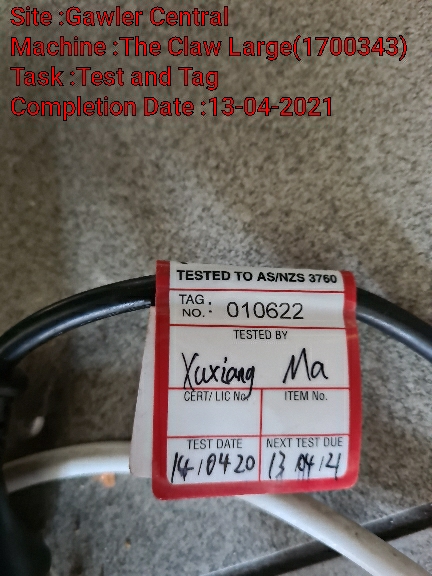 Site :Gawler Central
Machine :The Claw Large(1700343)
Task :Test and Tag
Completion Date :13-04-2021
TESTED TO AS/NZS 3760
TAG NO.: 010622
TESTED BY
Xuxiang Ma
CERT/ LIC No. ITEM No.
TEST DATE NEXT TEST DUE
14/04 20 13 04/21